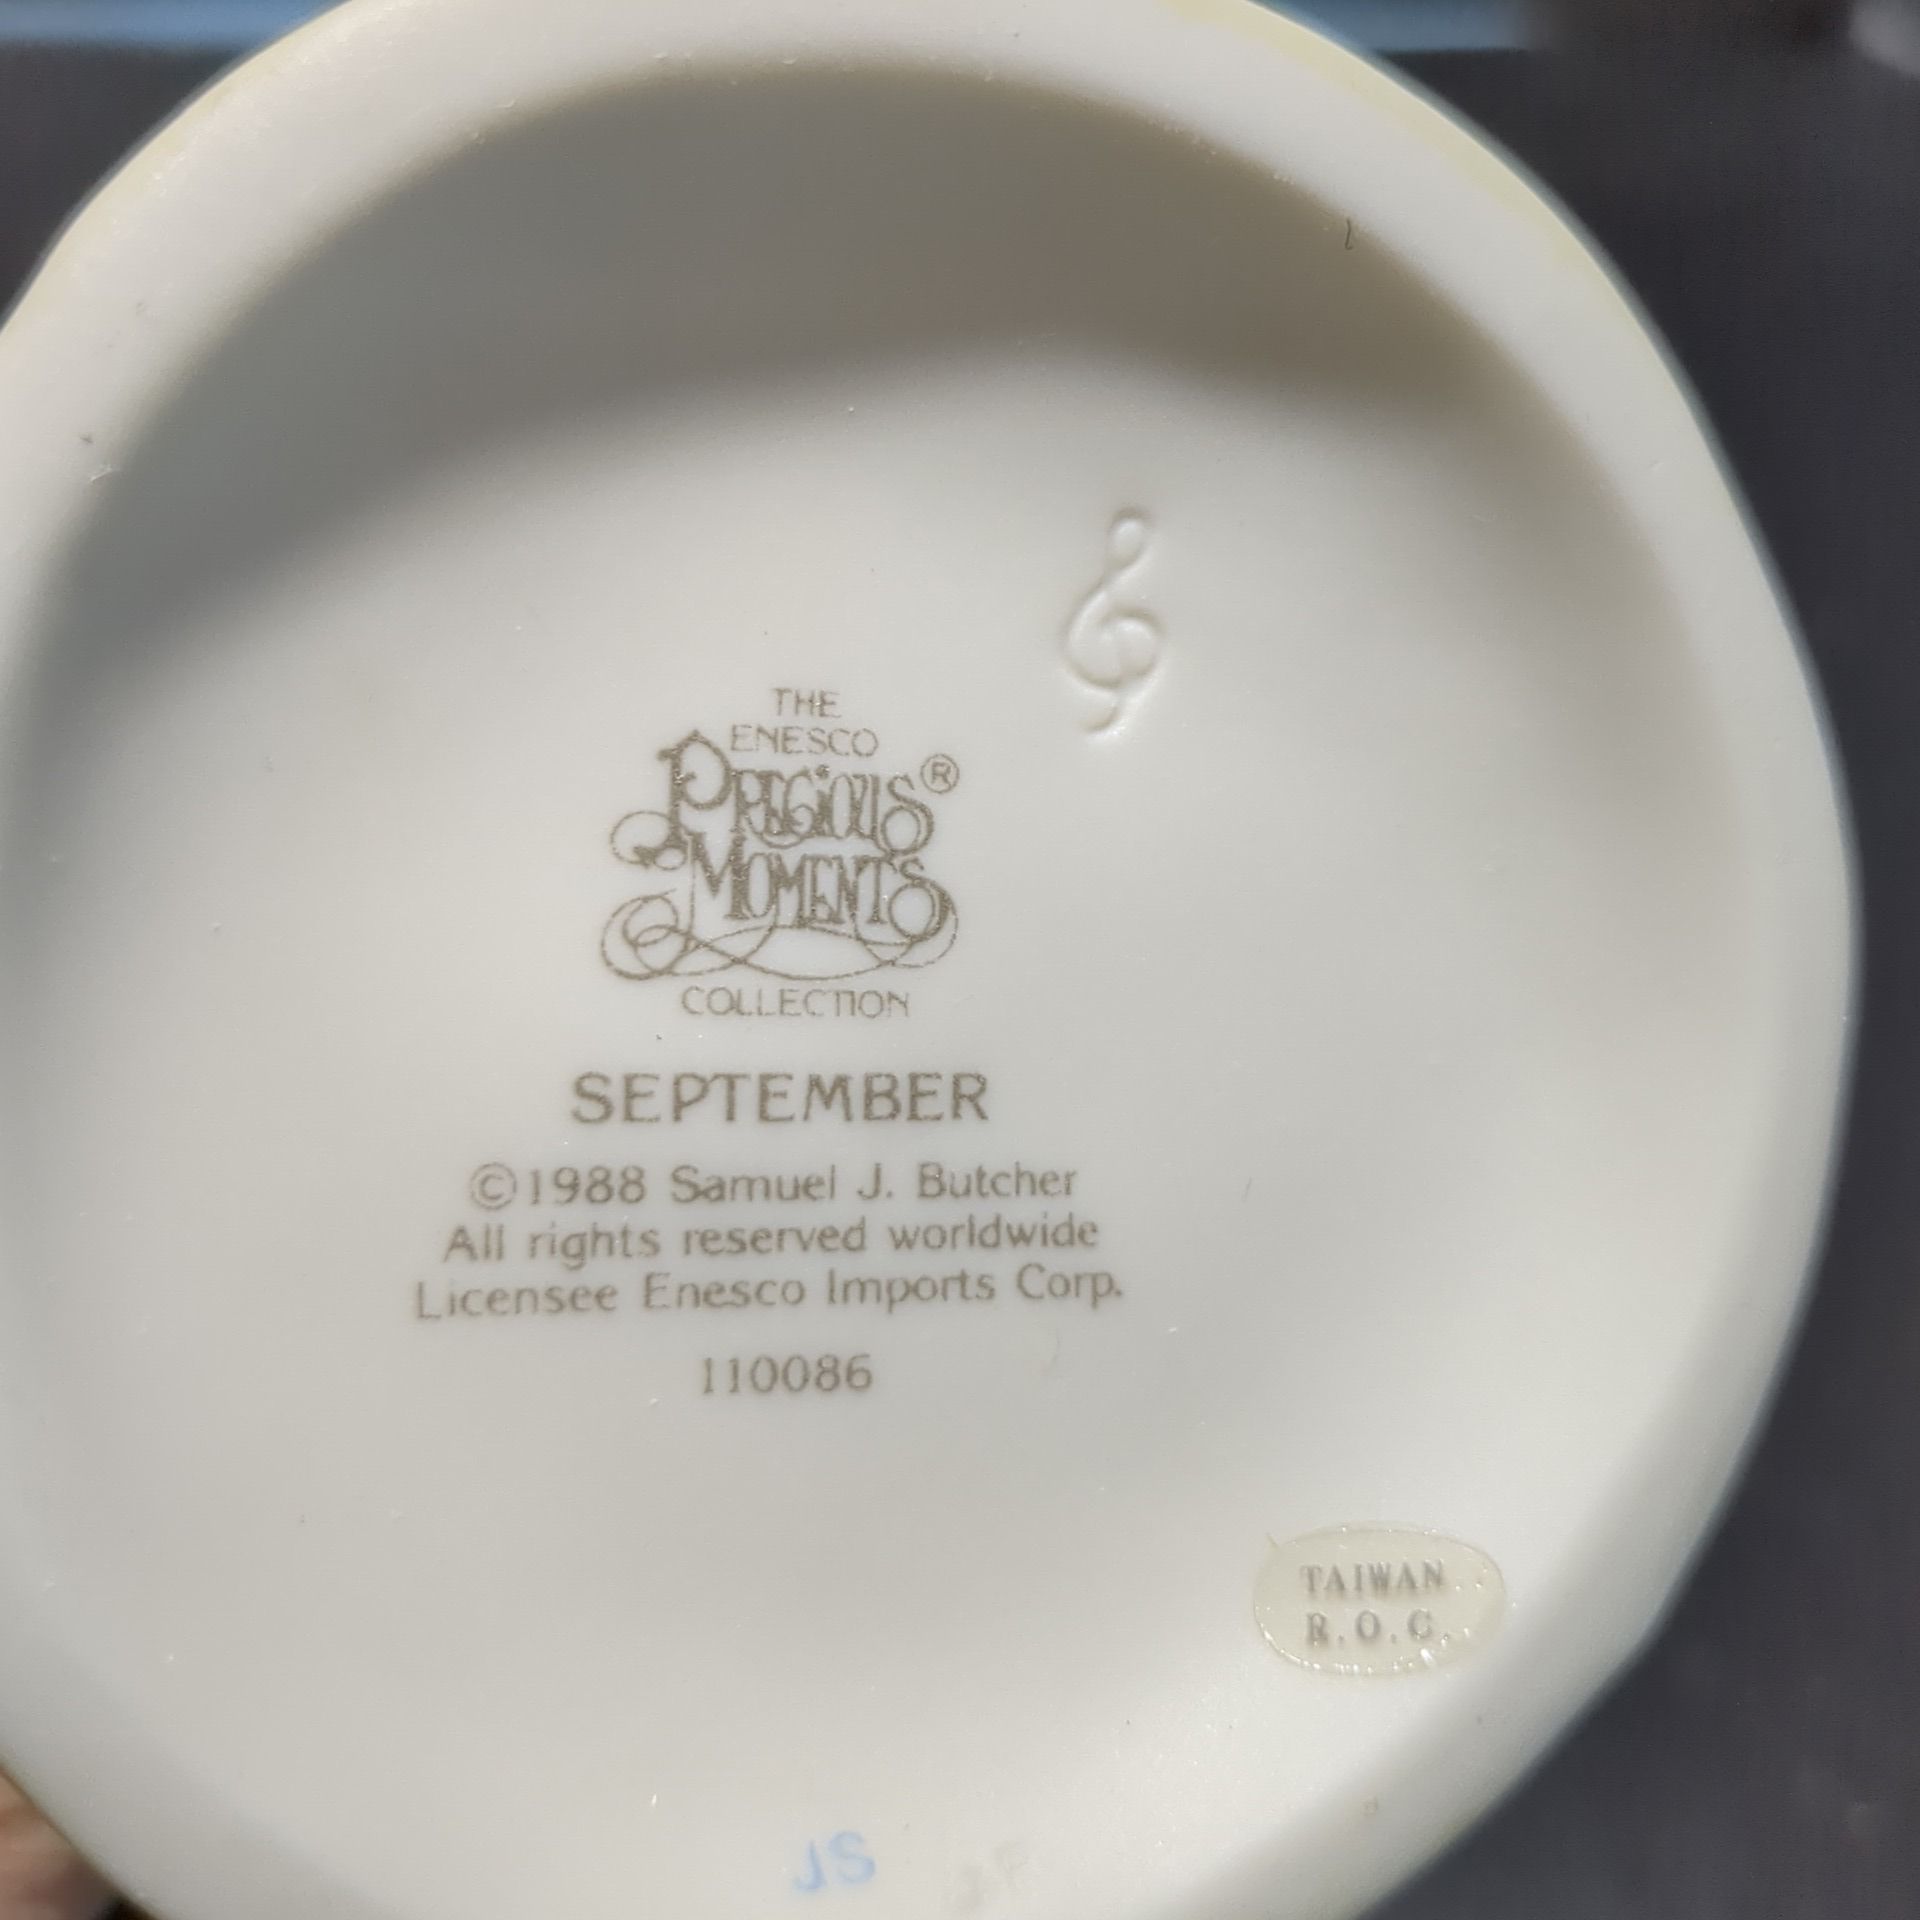 THE
ENESCO
PRECIOUS®
MOMENTS
COLLECTION
SEPTEMBER
©1988 Samuel J. Butcher
All rights reserved worldwide
Licensee Enesco Imports Corp.
110086
TAIWAN
R.O.C.
JS